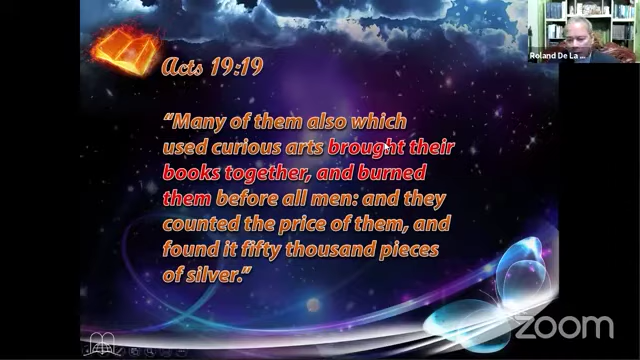 Roland De La ...
Acts 19:19
"Many of them also which
used curious arts brought their
books together, and burned
them before all men: and they
counted the price of them, and
found it fifty thousand pieces
of silver."
zoom